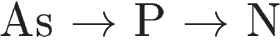 As → P → N